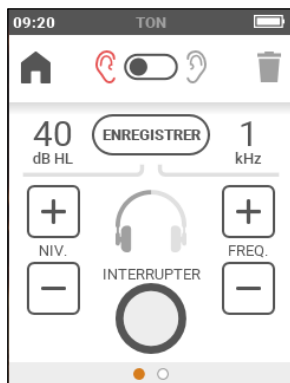 09:20 TON
40 ENREGISTRER 1
dB HL kHz
NIV. FREQ.
INTERRUPTER